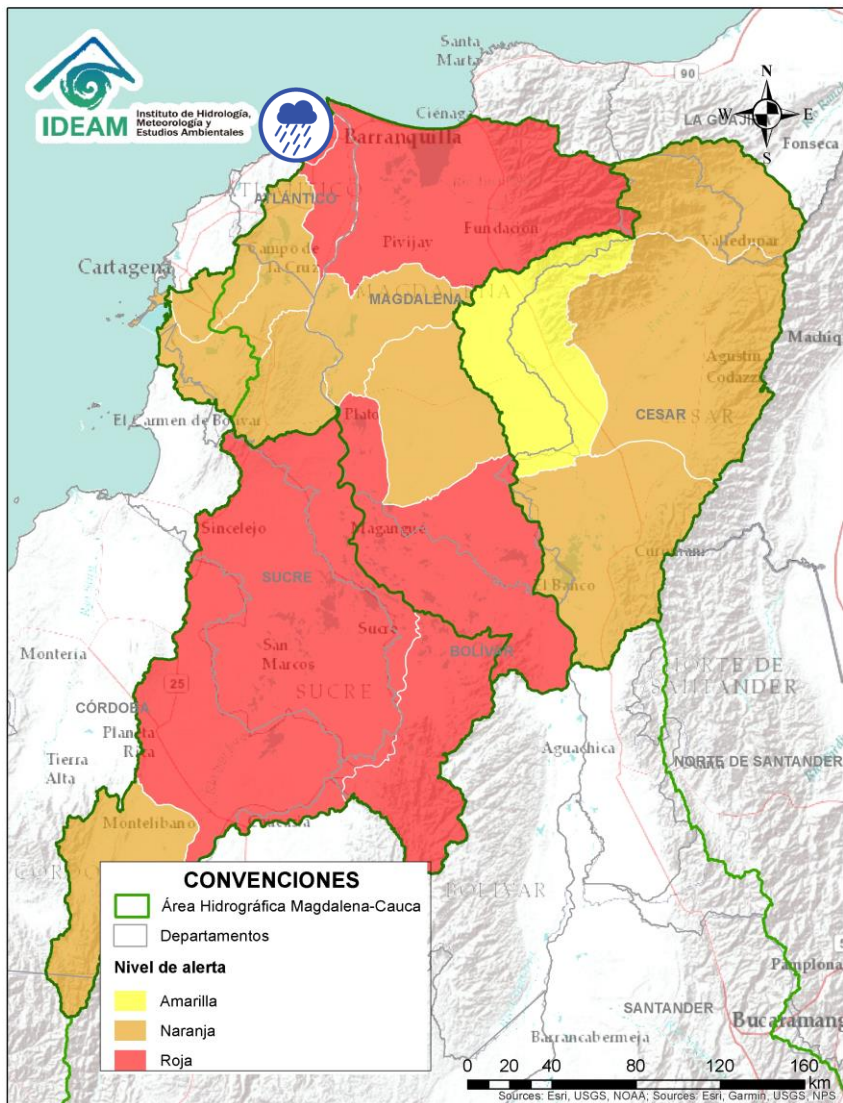 IDEAM
Instituto de Hidrología,
Meteorología y
Estudios Ambientales
Santa
Marta
90
N
W
E
S
LA GUAJI
Ciénaga
Barranquilla
Fonseca
ATLÁNTICO
Fundación
Pivijay
Valledupar
Campo de
la Cruz
Cartagena
MAGDALENA
Machiq
Agustín
Codazzi
El Carmen de Bolívar
Plato
CESAR
Sincelejo
Magangué
SUCRE
El Banco
Sucre
San
Marcos
BOLÍVAR
Montería
SUCRE
25
NORTE DE
SANTANDER
CÓRDOBA
Planeta
Rica
Aguachica
Tierra
Alta
NORTE DE SANTANDER
Montelíbano
BOLÍVAR
CONVENCIONES
Área Hidrográfica Magdalena-Cauca
Departamentos
Nivel de alerta
Amarilla
Naranja
Roja
Pamplona
SANTANDER
Bucaramang
Barrancabermeja
0 20 40 80 120 160
km
Sources: Esri, USGS, NOAA; Sources: Esri, Garmin, USGS, NPS